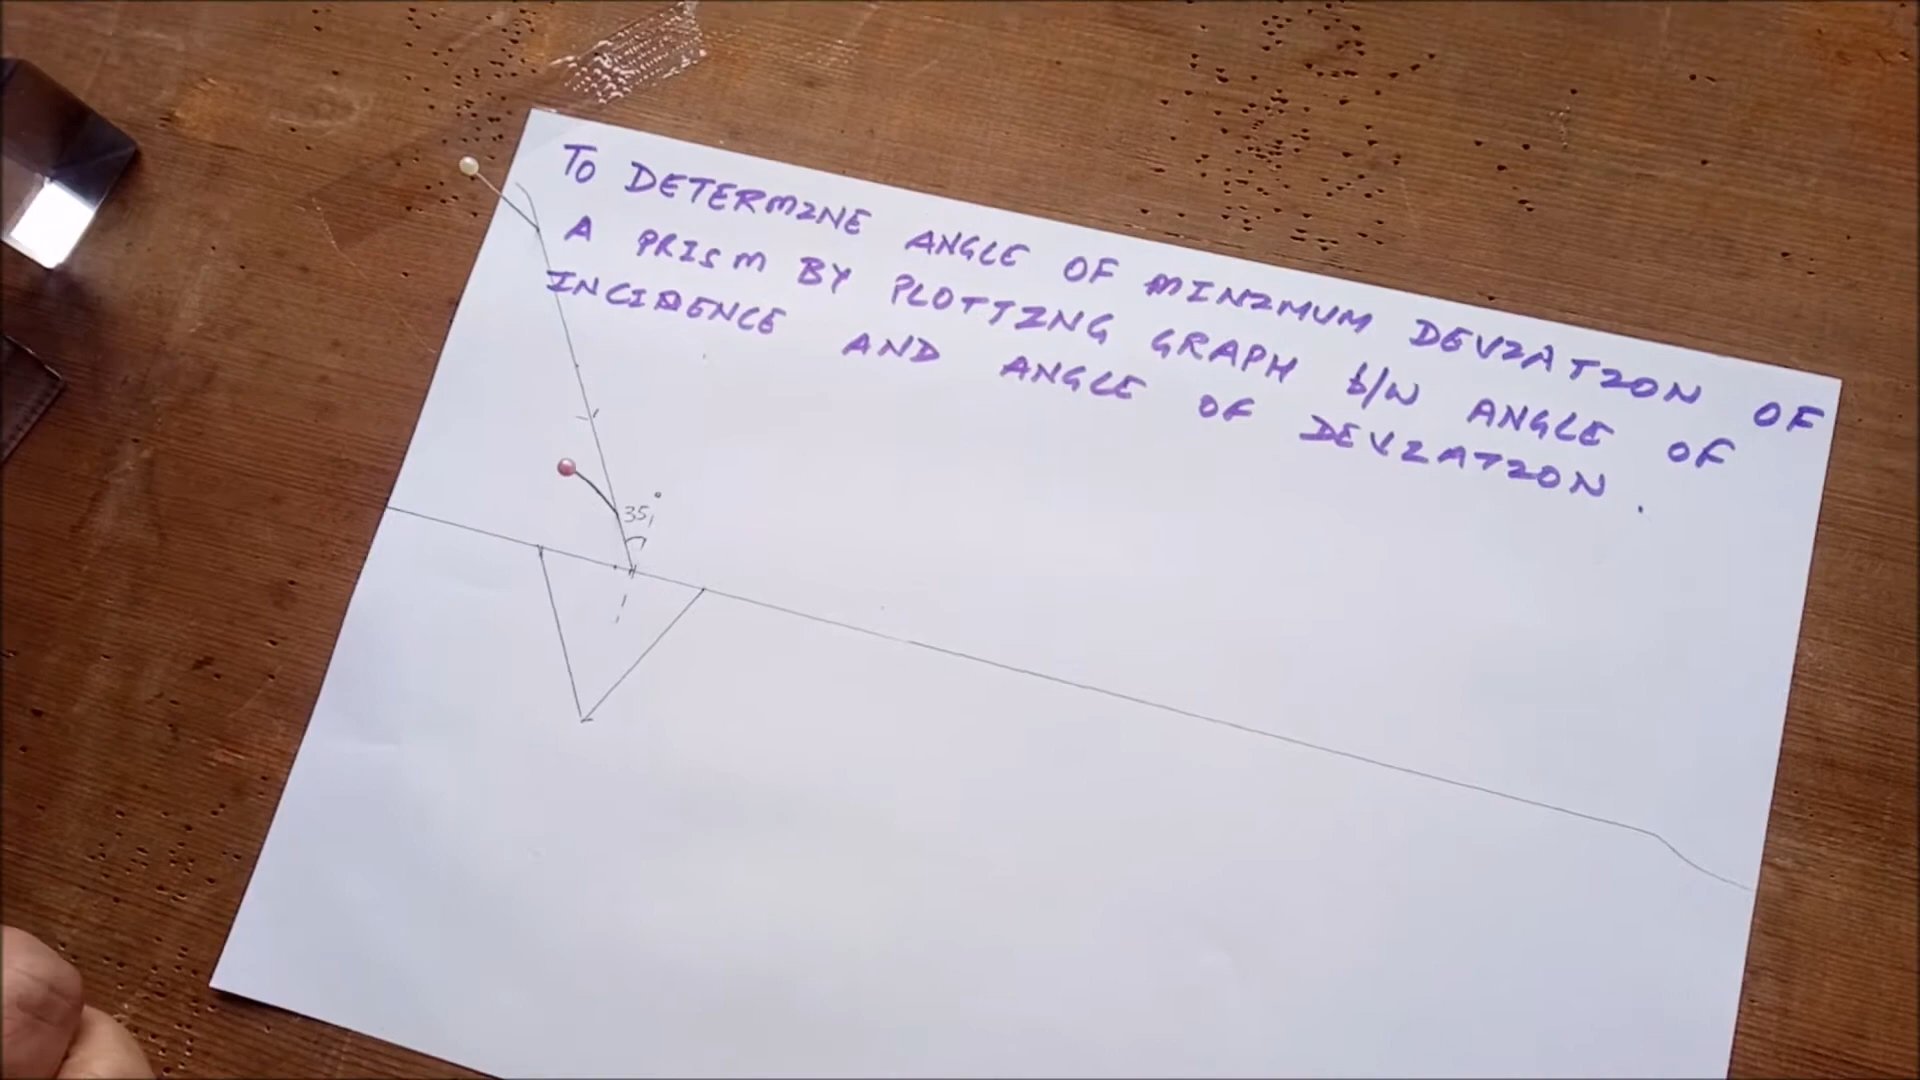 TO DETERMINE ANGLE OF MINIMUM DEVIATION OF
A PRISM BY PLOTTING GRAPH b/w ANGLE OF
INCIDENCE AND ANGLE OF DEVIATION.
35°